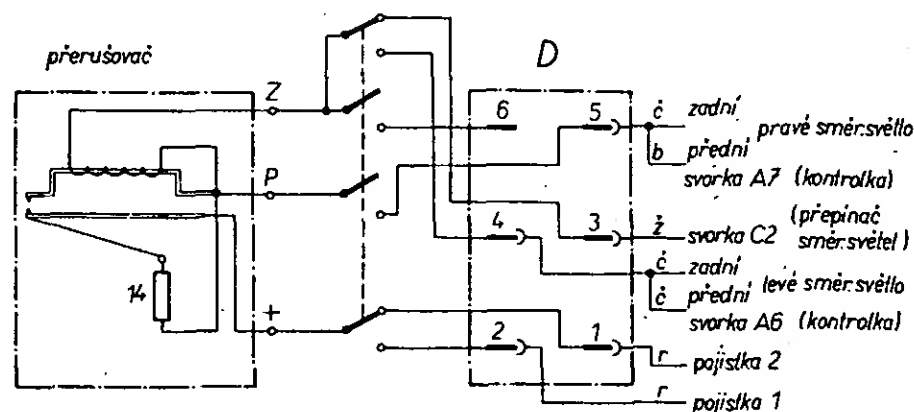 přerušovač
D
Z
6
5
č zadní
pravé směr.světlo
b přední
P
svorka A7 (kontrolka)
4
3
ž svorka C2 (přepínač směr.světel)
č zadní
levé směr.světlo
č přední
14
svorka A6 (kontrolka)
+
2
1
r pojistka 2
r pojistka 1